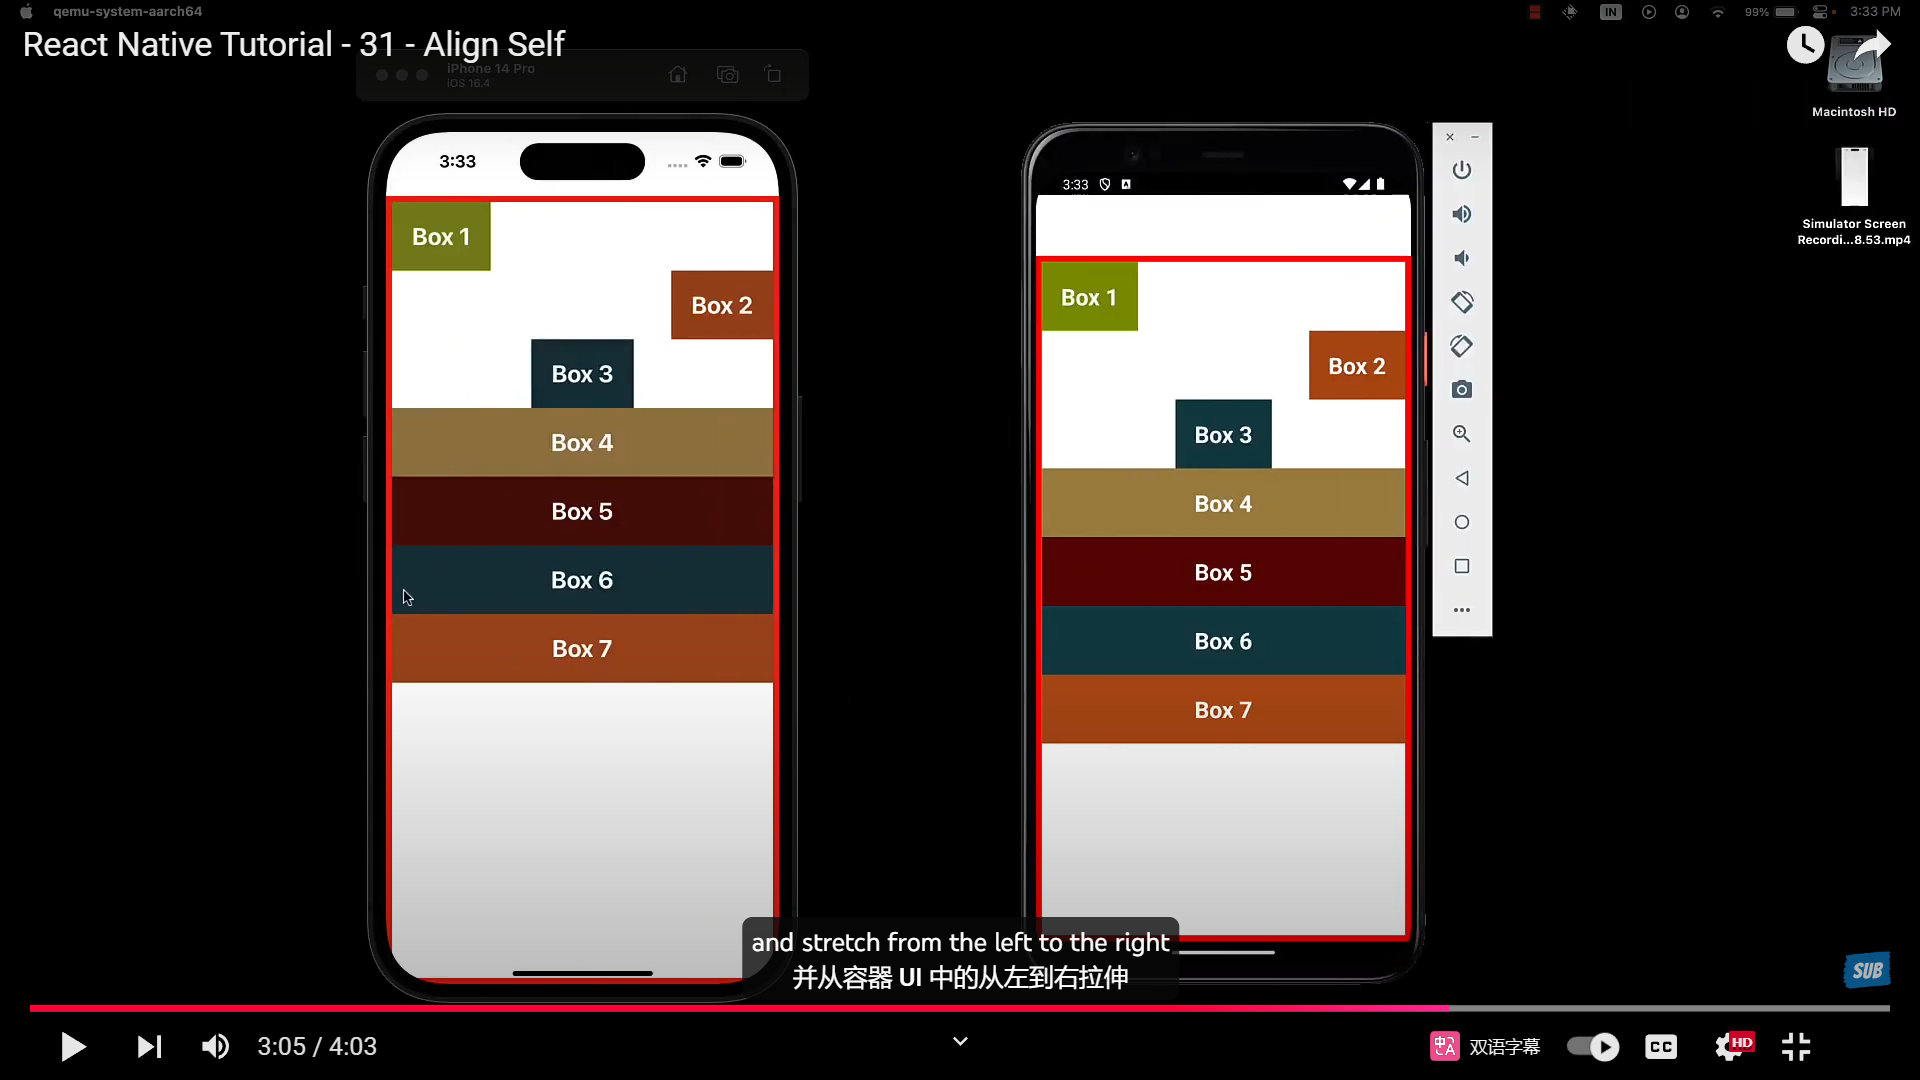 qemu-system-aarch64
IN
99%
3:33 PM
React Native Tutorial - 31 - Align Self
iPhone 14 Pro
iOS 16.4
Macintosh HD
Simulator Screen
Recordi...8.53.mp4
3:33
Box 1
Box 2
Box 3
Box 4
Box 5
Box 6
Box 7
3:33
Box 1
Box 2
Box 3
Box 4
Box 5
Box 6
Box 7
and stretch from the left to the right
并从容器 UI 中的从左到右拉伸
SUB
3:05 / 4:03
双语字幕
CC
HD